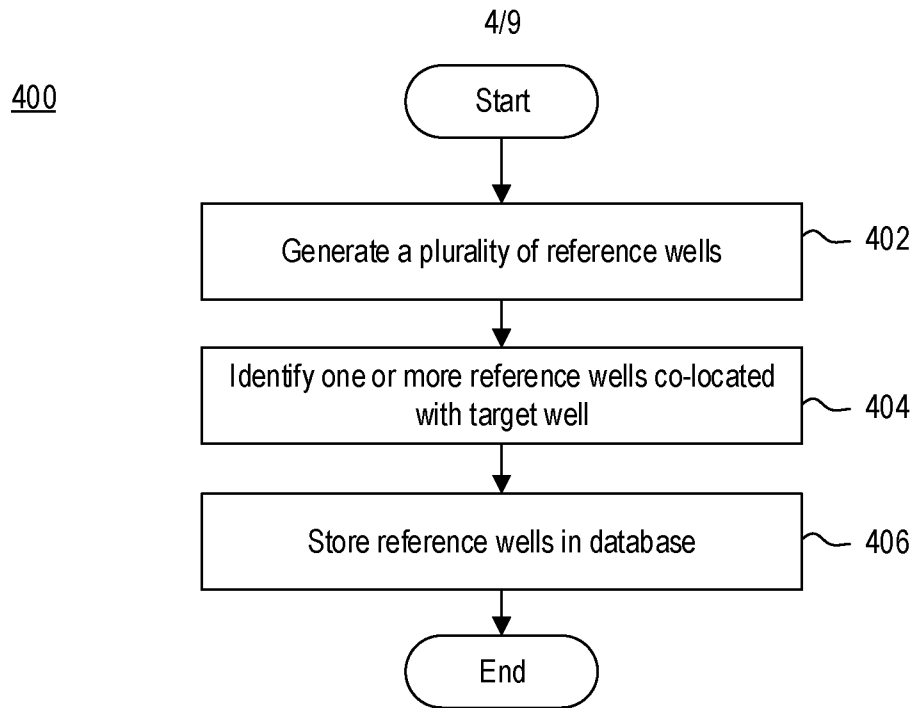 4/9
400
Start
Generate a plurality of reference wells
402
Identify one or more reference wells co-located
with target well
404
Store reference wells in database
406
End